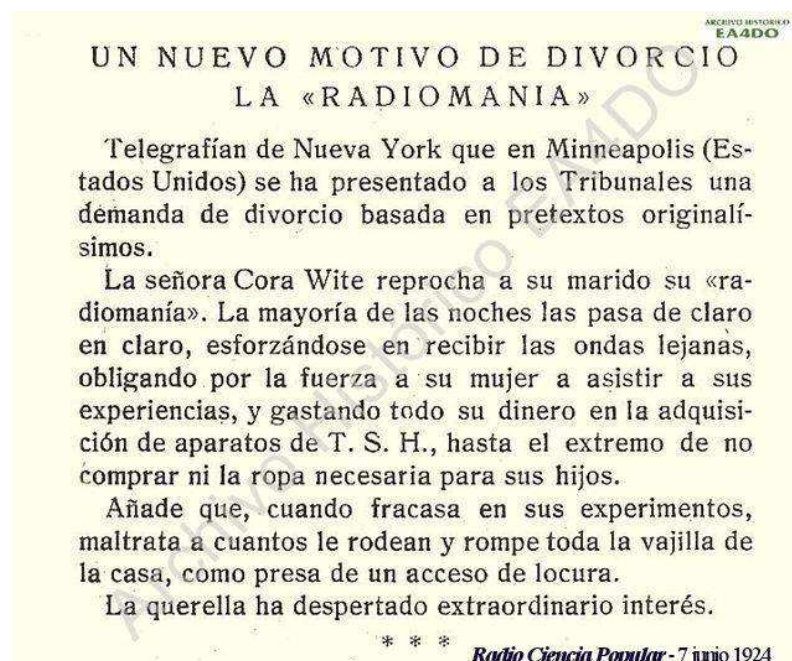 ARCHIVO HISTORICO
EA4DO
UN NUEVO MOTIVO DE DIVORCIO
LA «RADIOMANIA»
Telegrafían de Nueva York que en Minneapolis (Es-
tados Unidos) se ha presentado a los Tribunales una
demanda de divorcio basada en pretextos originalí-
simos.
La señora Cora Wite reprocha a su marido su «ra-
diomanía». La mayoría de las noches las pasa de claro
en claro, esforzándose en recibir las ondas lejanas,
obligando por la fuerza a su mujer a asistir a sus
experiencias, y gastando todo su dinero en la adquisi-
ción de aparatos de T. S. H., hasta el extremo de no
comprar ni la ropa necesaria para sus hijos.
Añade que, cuando fracasa en sus experimentos,
maltrata a cuantos le rodean y rompe toda la vajilla de
la casa, como presa de un acceso de locura.
La querella ha despertado extraordinario interés.
* * *
Radio Ciencia Popular - 7 junio 1924
Archivo Histórico EA4DO